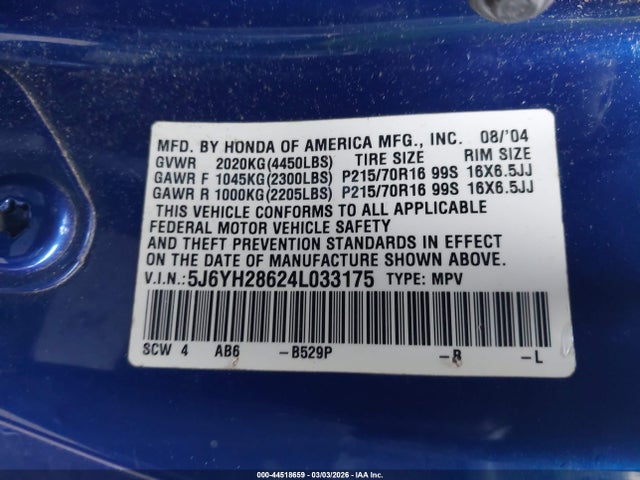 MFD. BY HONDA OF AMERICA MFG., INC. 08/'04
GVWR 2020KG(4450LBS) TIRE SIZE RIM SIZE
GAWR F 1045KG(2300LBS) P215/70R16 99S 16X6.5JJ
GAWR R 1000KG(2205LBS) P215/70R16 99S 16X6.5JJ
THIS VEHICLE CONFORMS TO ALL APPLICABLE
FEDERAL MOTOR VEHICLE SAFETY
AND THEFT PREVENTION STANDARDS IN EFFECT
ON THE DATE OF MANUFACTURE SHOWN ABOVE.
V.I.N.: 5J6YH28624L033175 TYPE: MPV
SCW 4 AB6 -B529P -B -L
000-44518659 - 03/03/2026 - IAA Inc.